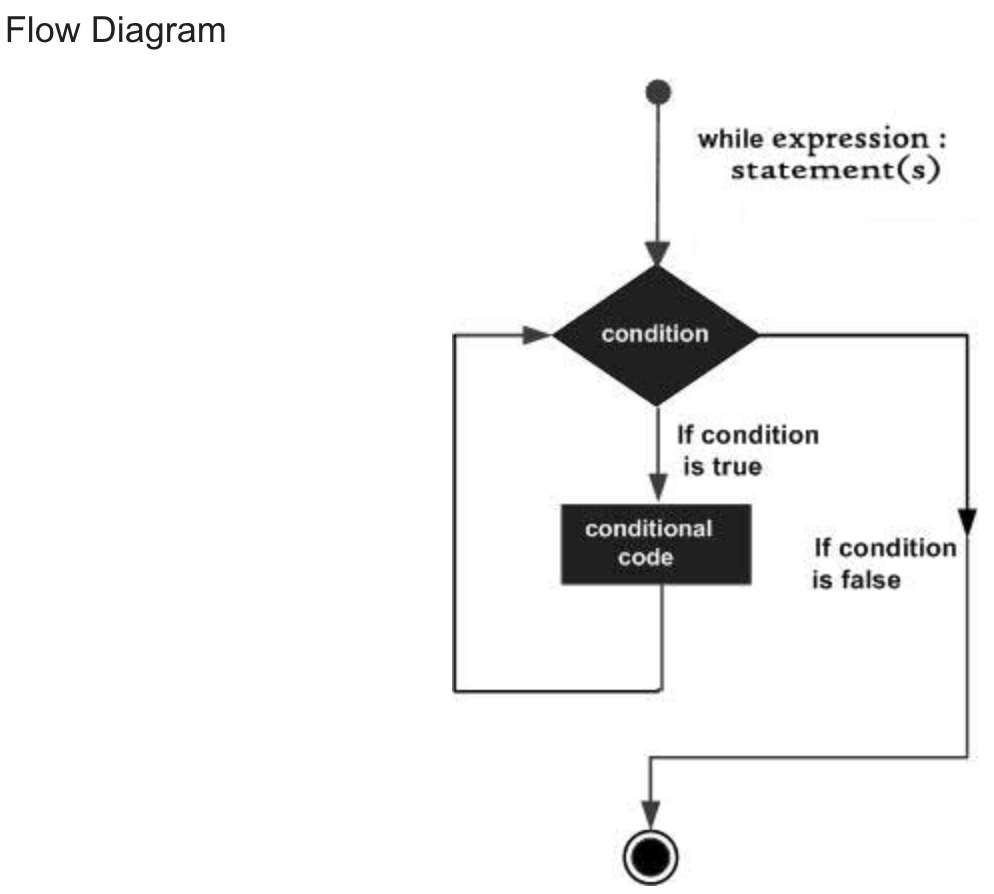 Flow Diagram
while expression :
statement(s)
condition
If condition
is true
conditional
code
If condition
is false